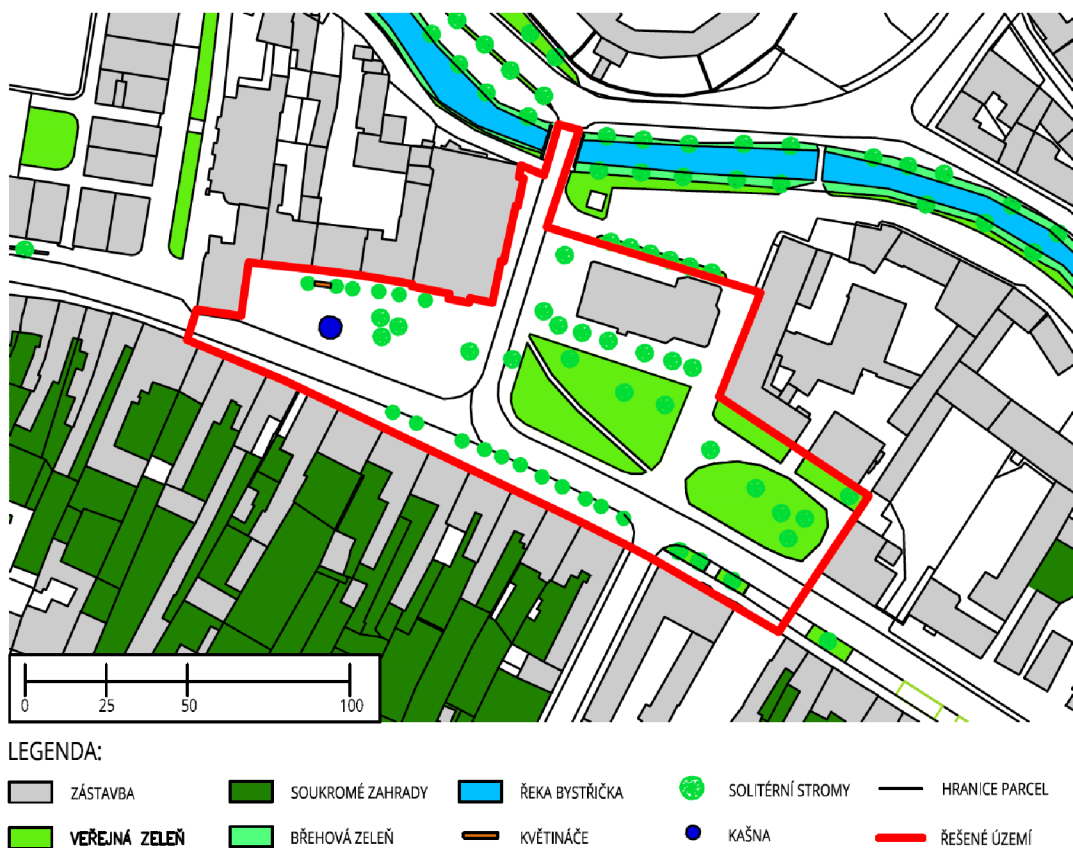 0 25 50 100
LEGENDA:
ZÁSTAVBA SOUKROMÉ ZAHRADY ŘEKA BYSTŘIČKA SOLITÉRNÍ STROMY HRANICE PARCEL
VEŘEJNÁ ZELEŇ BŘEHOVÁ ZELEŇ KVĚTINÁČE KAŠNA ŘEŠENÉ ÚZEMÍ